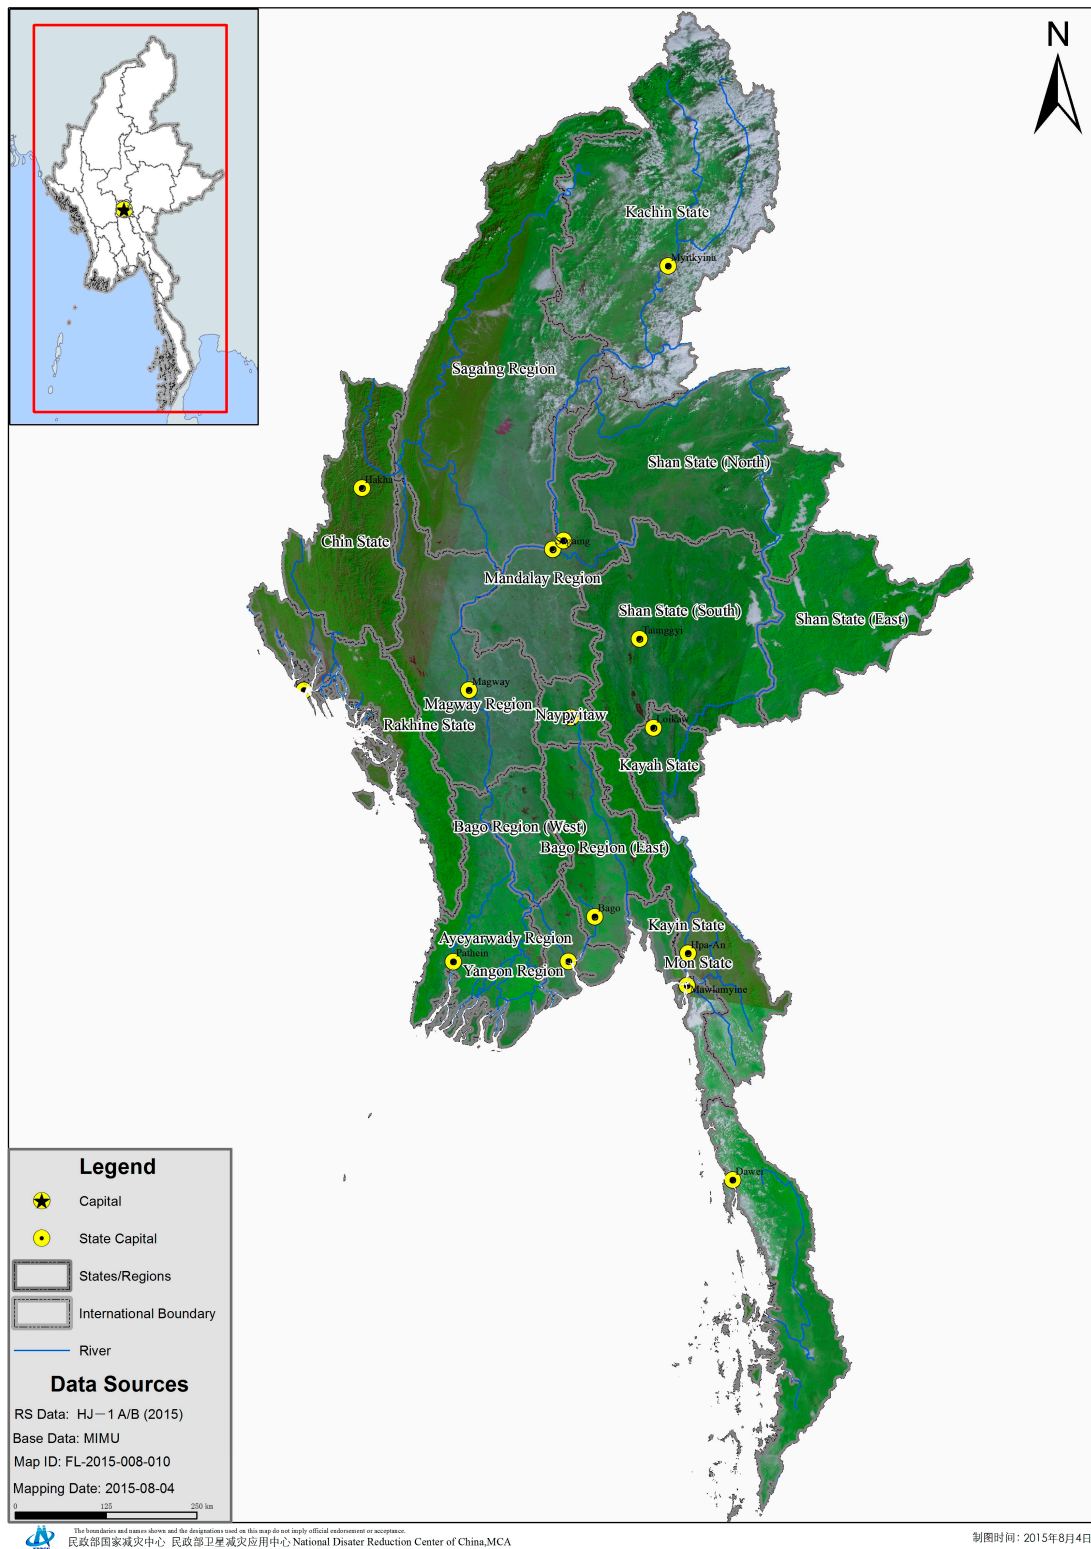 N
Kachin State
Myitkyina
Sagaing Region
Shan State (North)
Hakha
Chin State
Mandalay Region
Shan State (South)
Shan State (East)
Taunggyi
Magway
Magway Region
Naypyitaw
Rakhine State
Loikaw
Kayah State
Bago Region (West)
Bago Region (East)
Bago
Kayin State
Ayeyarwady Region
Hpa-An
Pathein
Yangon Region
Mon State
Mawlamyine
Dawei
Legend
Capital
State Capital
States/Regions
International Boundary
River
Data Sources
RS Data: HJ－1 A/B (2015)
Base Data: MIMU
Map ID: FL-2015-008-010
Mapping Date: 2015-08-04
0 125 250 km
The boundaries and names shown and the designations used on this map do not imply official endorsement or acceptance.
民政部国家减灾中心 民政部卫星减灾应用中心 National Disater Reduction Center of China,MCA
制图时间：2015年8月4日